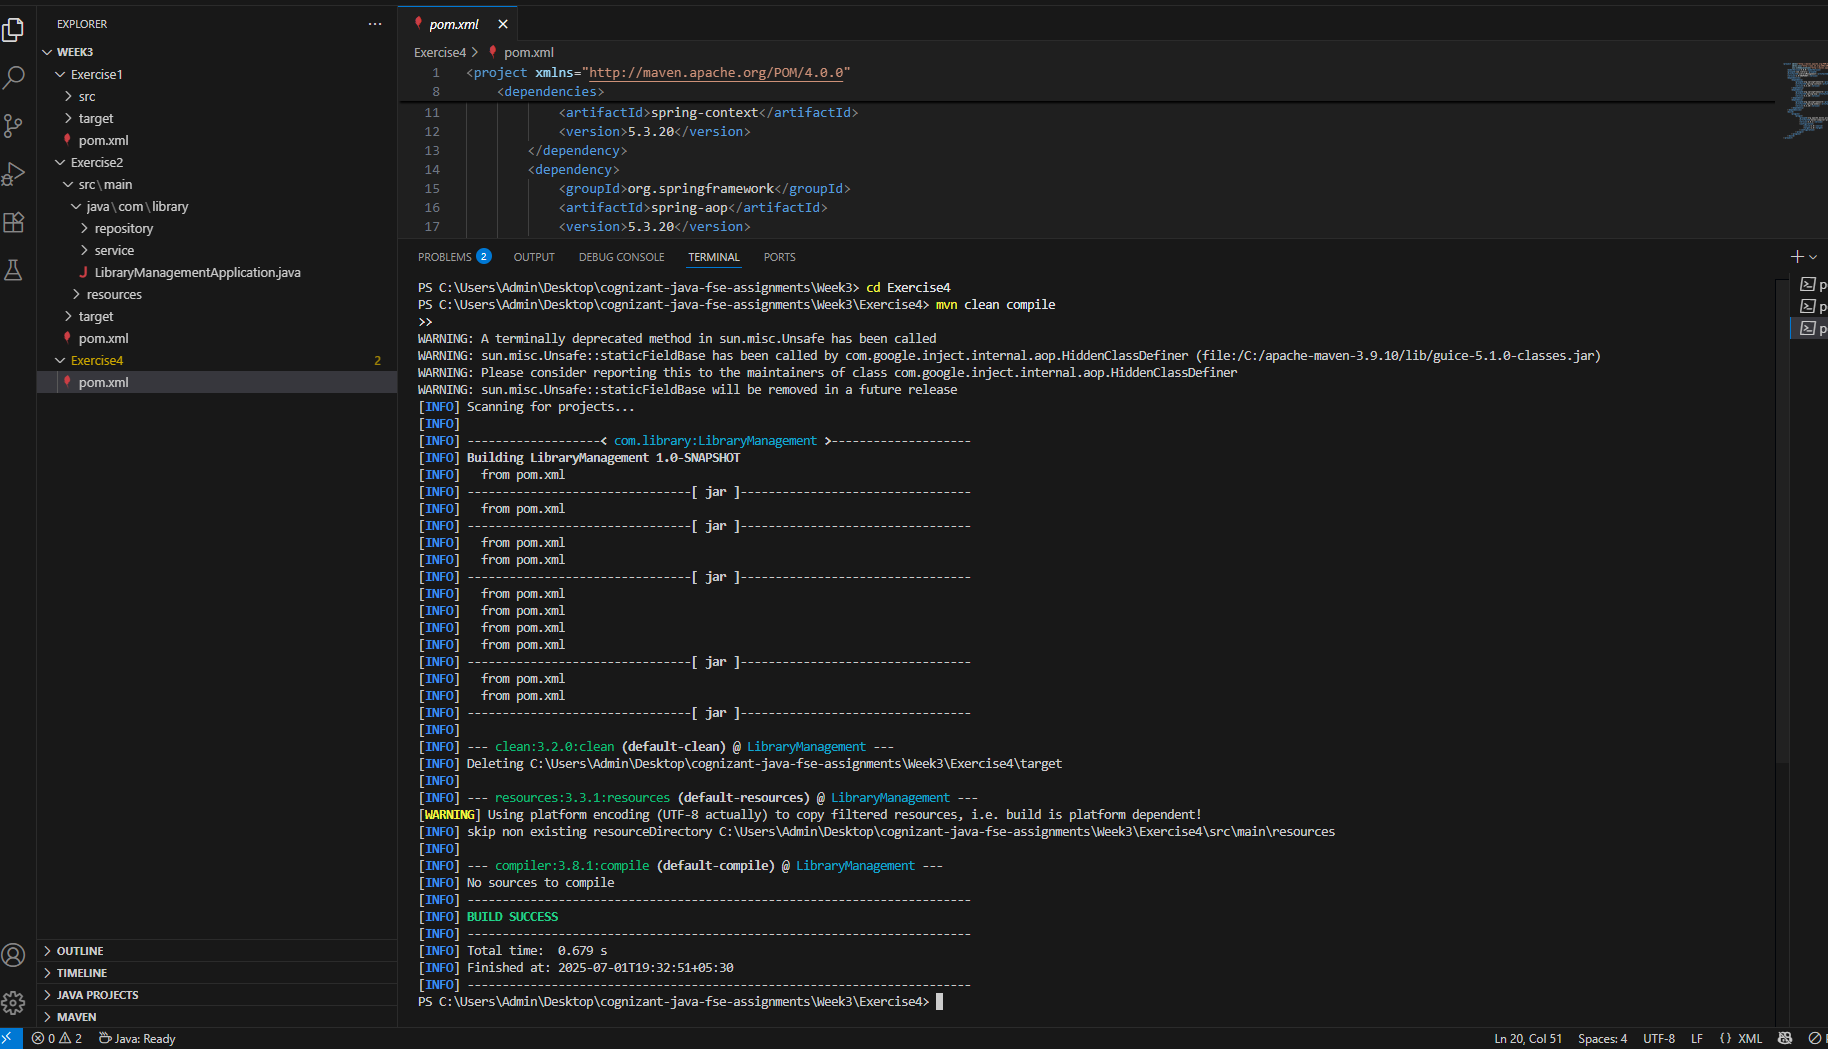 EXPLORER
WEEK3
Exercise1
src
target
pom.xml
Exercise2
src\main
java\com\library
repository
service
J LibraryManagementApplication.java
resources
target
pom.xml
Exercise4 2
pom.xml
OUTLINE
TIMELINE
JAVA PROJECTS
MAVEN
pom.xml
Exercise4 > pom.xml
1 <project xmlns="http://maven.apache.org/POM/4.0.0"
8 <dependencies>
11 <artifactId>spring-context</artifactId>
12 <version>5.3.20</version>
13 </dependency>
14 <dependency>
15 <groupId>org.springframework</groupId>
16 <artifactId>spring-aop</artifactId>
17 <version>5.3.20</version>
PROBLEMS 2 OUTPUT DEBUG CONSOLE TERMINAL PORTS
PS C:\Users\Admin\Desktop\cognizant-java-fse-assignments\Week3> cd Exercise4
PS C:\Users\Admin\Desktop\cognizant-java-fse-assignments\Week3\Exercise4> mvn clean compile
>>
WARNING: A terminally deprecated method in sun.misc.Unsafe has been called
WARNING: sun.misc.Unsafe::staticFieldBase has been called by com.google.inject.internal.aop.HiddenClassDefiner (file:/C:/apache-maven-3.9.10/lib/guice-5.1.0-classes.jar)
WARNING: Please consider reporting this to the maintainers of class com.google.inject.internal.aop.HiddenClassDefiner
WARNING: sun.misc.Unsafe::staticFieldBase will be removed in a future release
[INFO] Scanning for projects...
[INFO]
[INFO] -------------------< com.library:LibraryManagement >--------------------
[INFO] Building LibraryManagement 1.0-SNAPSHOT
[INFO]   from pom.xml
[INFO] --------------------------------[ jar ]---------------------------------
[INFO]   from pom.xml
[INFO] --------------------------------[ jar ]---------------------------------
[INFO]   from pom.xml
[INFO]   from pom.xml
[INFO] --------------------------------[ jar ]---------------------------------
[INFO]   from pom.xml
[INFO]   from pom.xml
[INFO]   from pom.xml
[INFO]   from pom.xml
[INFO] --------------------------------[ jar ]---------------------------------
[INFO]   from pom.xml
[INFO]   from pom.xml
[INFO] --------------------------------[ jar ]---------------------------------
[INFO]
[INFO] --- clean:3.2.0:clean (default-clean) @ LibraryManagement ---
[INFO] Deleting C:\Users\Admin\Desktop\cognizant-java-fse-assignments\Week3\Exercise4\target
[INFO]
[INFO] --- resources:3.3.1:resources (default-resources) @ LibraryManagement ---
[WARNING] Using platform encoding (UTF-8 actually) to copy filtered resources, i.e. build is platform dependent!
[INFO] skip non existing resourceDirectory C:\Users\Admin\Desktop\cognizant-java-fse-assignments\Week3\Exercise4\src\main\resources
[INFO]
[INFO] --- compiler:3.8.1:compile (default-compile) @ LibraryManagement ---
[INFO] No sources to compile
[INFO] ------------------------------------------------------------------------
[INFO] BUILD SUCCESS
[INFO] ------------------------------------------------------------------------
[INFO] Total time:  0.679 s
[INFO] Finished at: 2025-07-01T19:32:51+05:30
[INFO] ------------------------------------------------------------------------
PS C:\Users\Admin\Desktop\cognizant-java-fse-assignments\Week3\Exercise4>
0 2 Java: Ready Ln 20, Col 51 Spaces: 4 UTF-8 LF {} XML